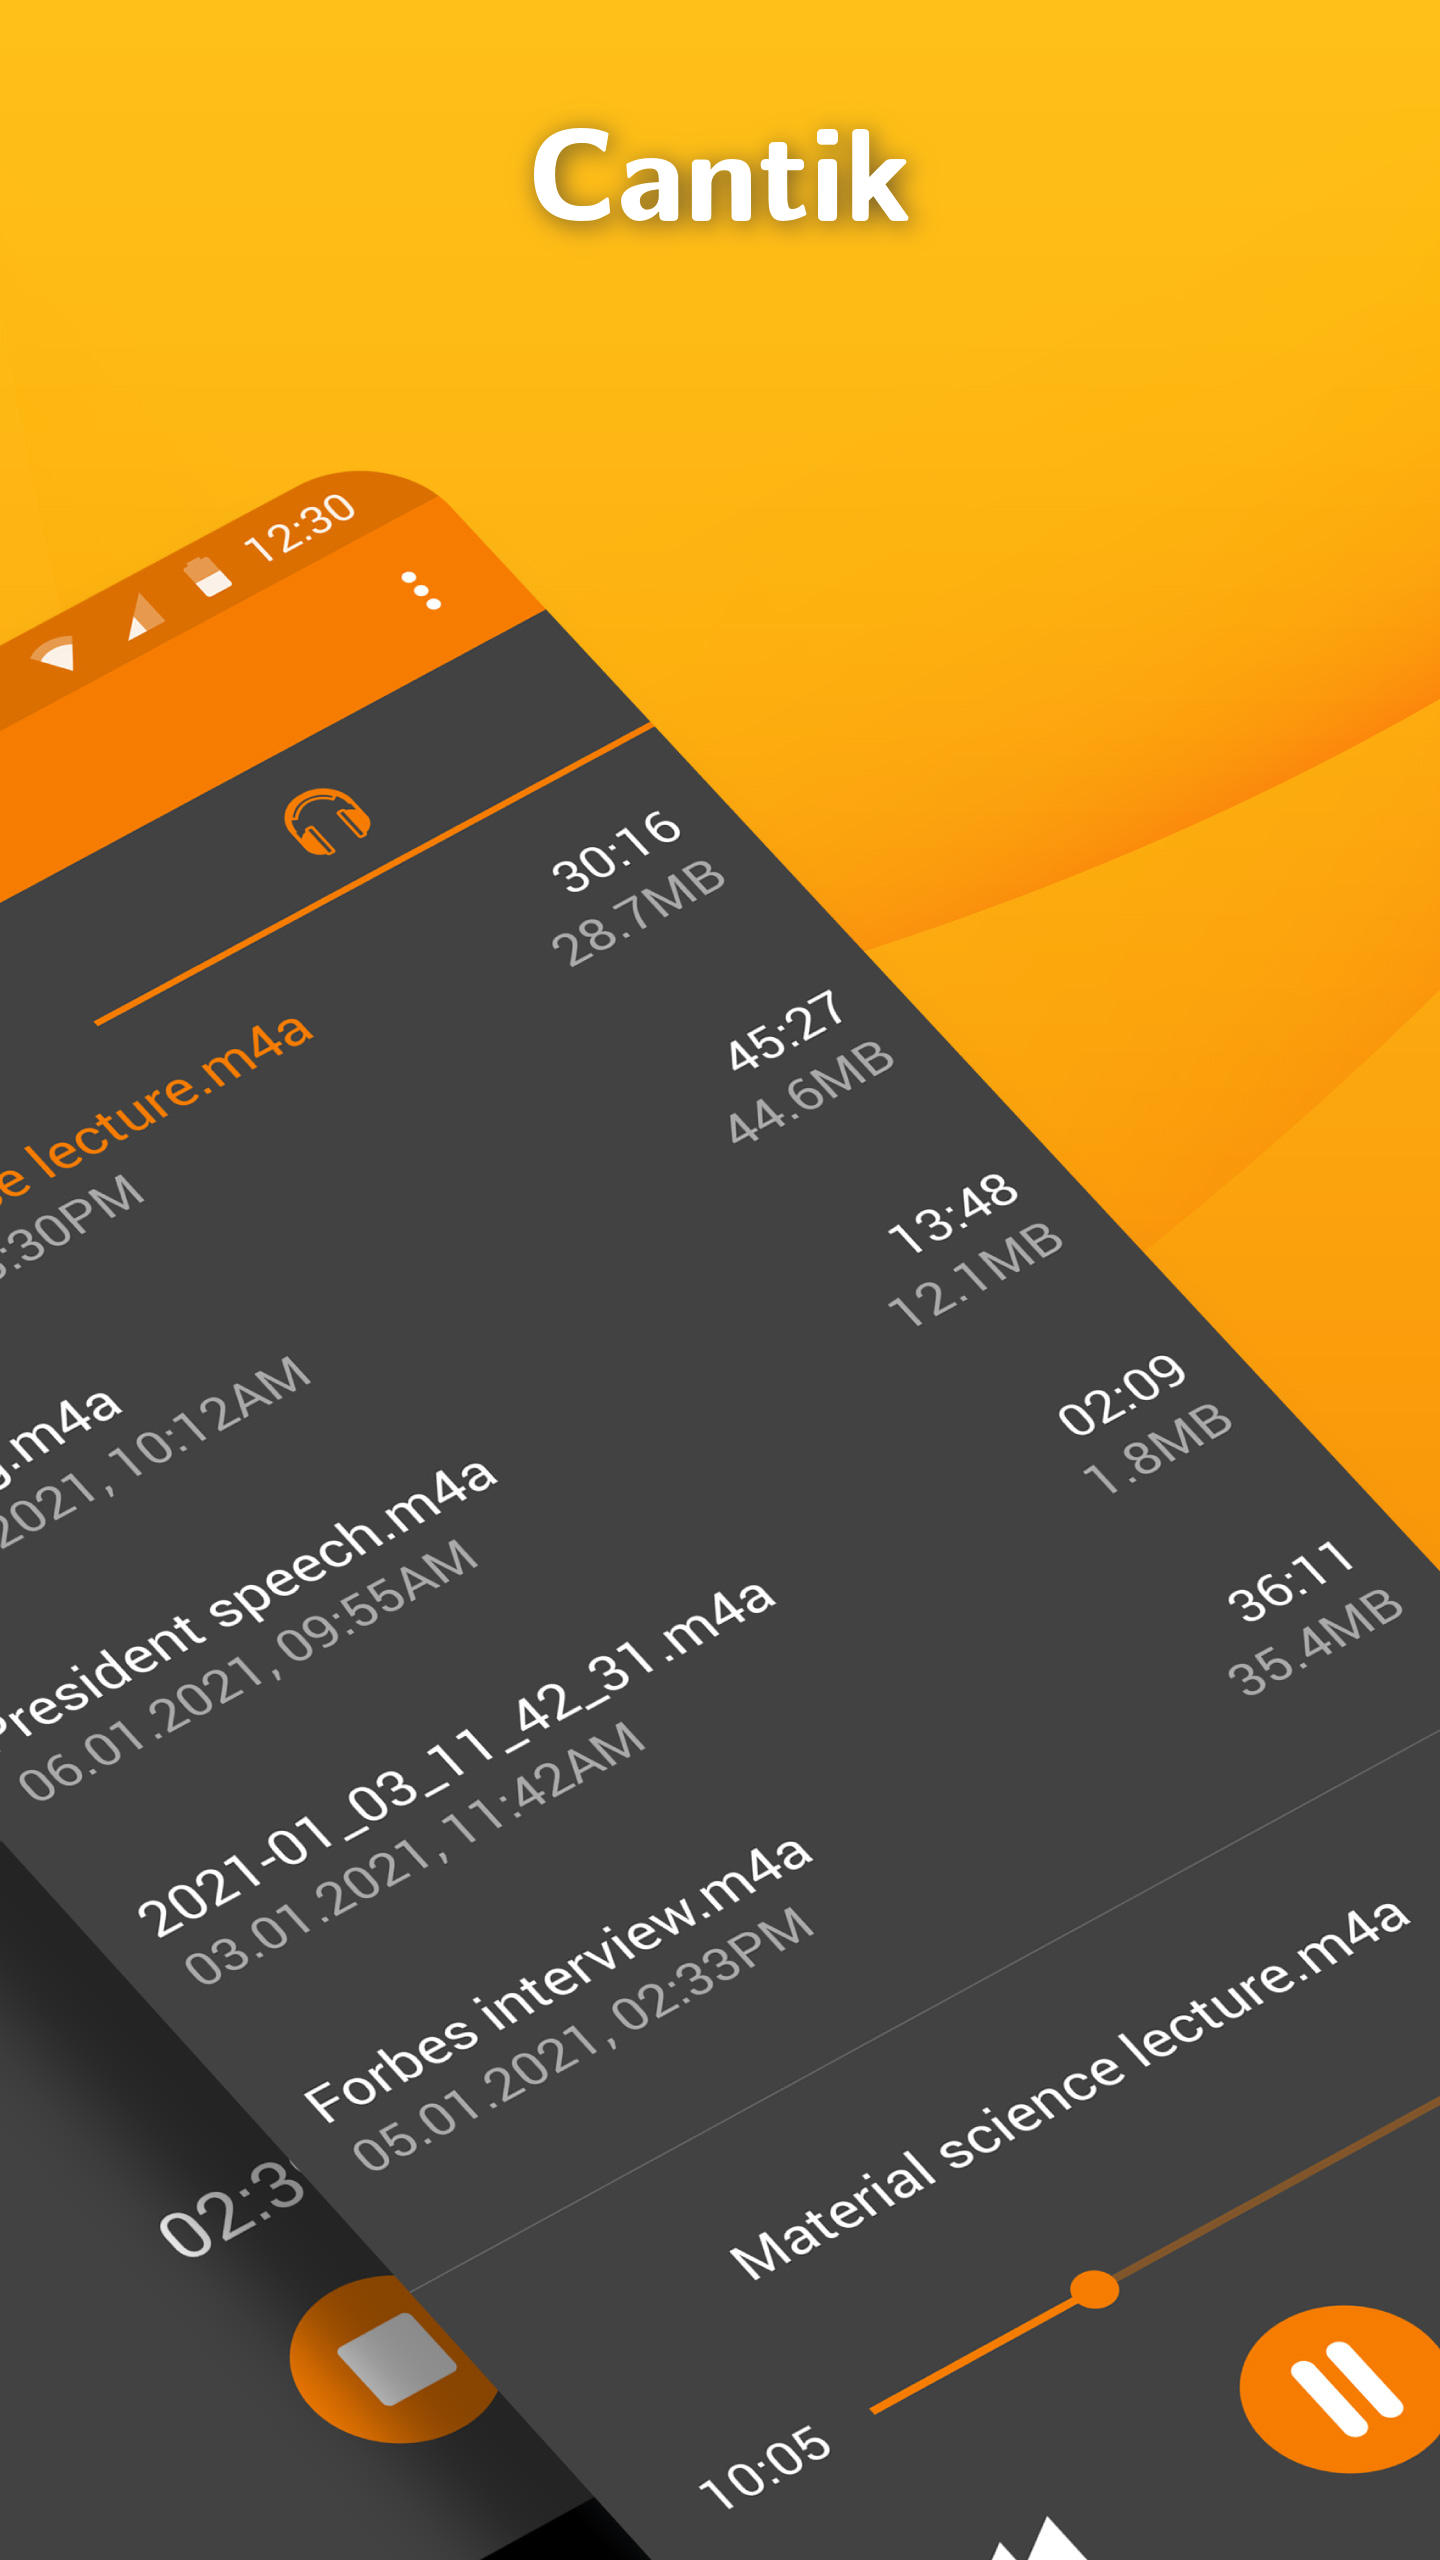 Cantik
12:30
30:16
28.7MB
lecture.m4a
:30PM
45:27
44.6MB
.m4a
2021, 10:12AM
13:48
12.1MB
President speech.m4a
06.01.2021, 09:55AM
02:09
1.8MB
2021-01_03_11_42_31.m4a
03.01.2021, 11:42AM
36:11
35.4MB
Forbes interview.m4a
05.01.2021, 02:33PM
Material science lecture.m4a
10:05
02:3